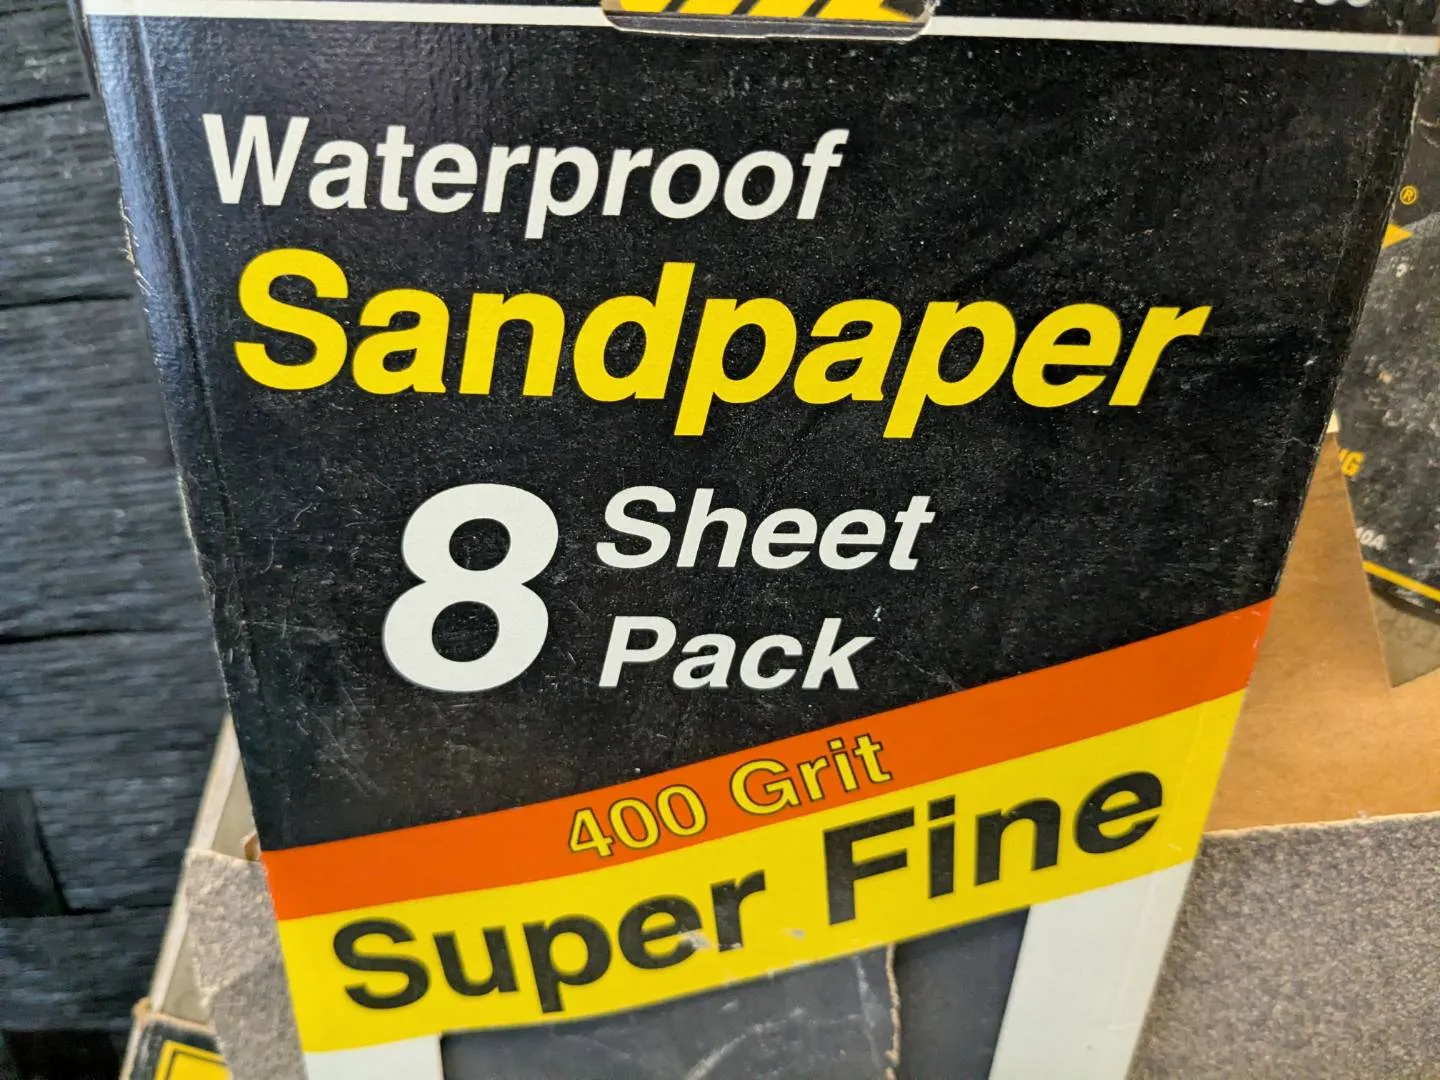 Waterproof
Sandpaper
8 Sheet
Pack
400 Grit
Super Fine
®